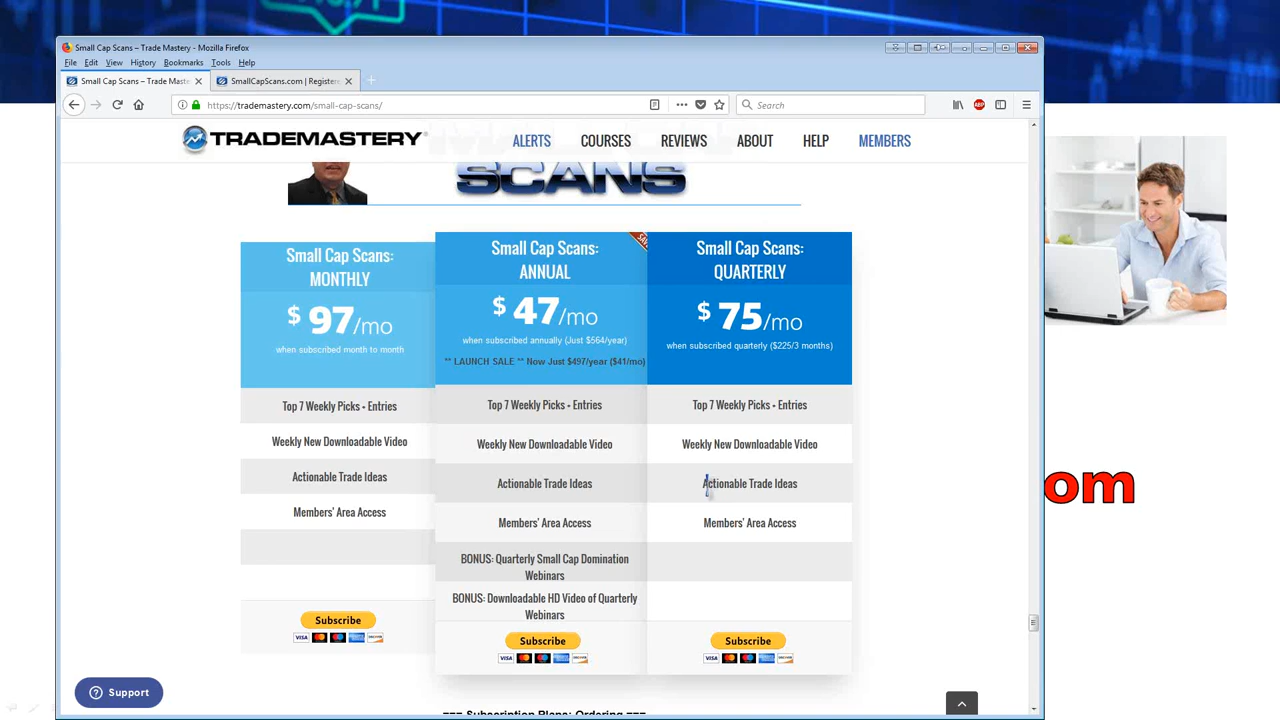 Small Cap Scans – Trade Mastery - Mozilla Firefox
File Edit View History Bookmarks Tools Help
Small Cap Scans – Trade Maste
SmallCapScans.com | Registere
https://trademastery.com/small-cap-scans/
Search
TRADEMASTERY®
ALERTS COURSES REVIEWS ABOUT HELP MEMBERS
SCANS
Small Cap Scans:
MONTHLY
$ 97/mo
when subscribed month to month
Top 7 Weekly Picks + Entries
Weekly New Downloadable Video
Actionable Trade Ideas
Members' Area Access
Subscribe
VISA
Small Cap Scans:
ANNUAL
$ 47/mo
when subscribed annually (Just $564/year)
** LAUNCH SALE ** Now Just $497/year ($41/mo)
Top 7 Weekly Picks + Entries
Weekly New Downloadable Video
Actionable Trade Ideas
Members' Area Access
BONUS: Quarterly Small Cap Domination
Webinars
BONUS: Downloadable HD Video of Quarterly
Webinars
Subscribe
VISA
Small Cap Scans:
QUARTERLY
$ 75/mo
when subscribed quarterly ($225/3 months)
Top 7 Weekly Picks + Entries
Weekly New Downloadable Video
Actionable Trade Ideas
Members' Area Access
Subscribe
VISA
om
Support
=== Subscription Plans: Ordering ===